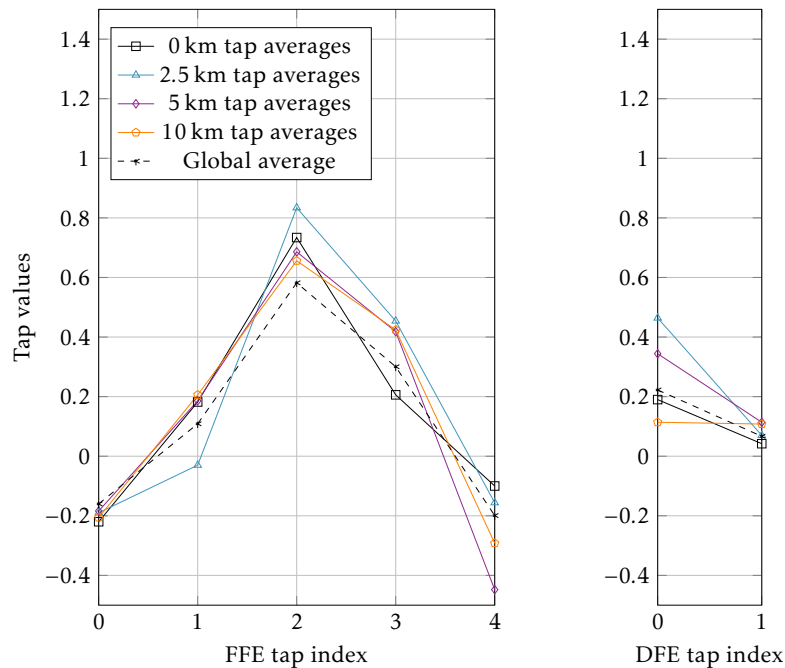 0 km tap averages
2.5 km tap averages
5 km tap averages
10 km tap averages
Global average
Tap values
1.4
1.2
1
0.8
0.6
0.4
0.2
0
−0.2
−0.4
0 1 2 3 4
FFE tap index
1.4
1.2
1
0.8
0.6
0.4
0.2
0
−0.2
−0.4
0 1
DFE tap index